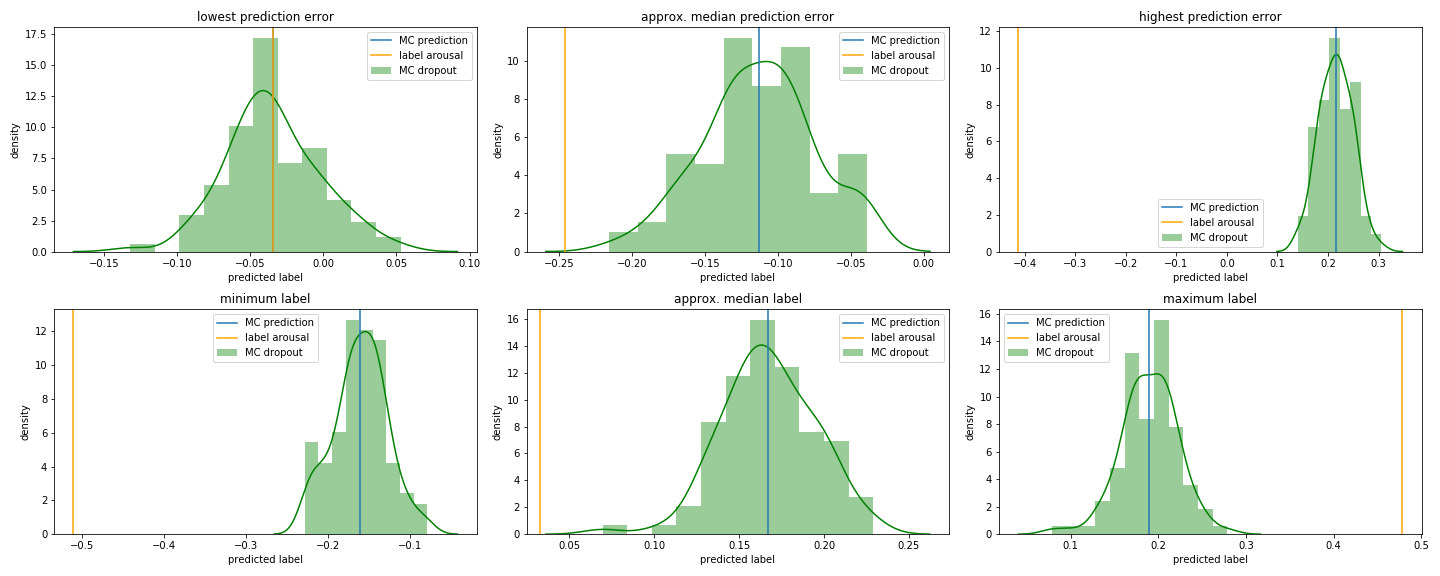 lowest prediction error
17.5
15.0
12.5
10.0
7.5
5.0
2.5
0.0
density
MC prediction
label arousal
MC dropout
−0.15
−0.10
−0.05
0.00
0.05
0.10
predicted label
approx. median prediction error
10
8
6
4
2
0
density
MC prediction
label arousal
MC dropout
−0.25
−0.20
−0.15
−0.10
−0.05
0.00
predicted label
highest prediction error
12
10
8
6
4
2
0
density
MC prediction
label arousal
MC dropout
−0.4
−0.3
−0.2
−0.1
0.0
0.1
0.2
0.3
predicted label
minimum label
12
10
8
6
4
2
0
density
MC prediction
label arousal
MC dropout
−0.5
−0.4
−0.3
−0.2
−0.1
predicted label
approx. median label
16
14
12
10
8
6
4
2
0
density
MC prediction
label arousal
MC dropout
0.05
0.10
0.15
0.20
0.25
predicted label
maximum label
16
14
12
10
8
6
4
2
0
density
MC prediction
label arousal
MC dropout
0.1
0.2
0.3
0.4
0.5
predicted label